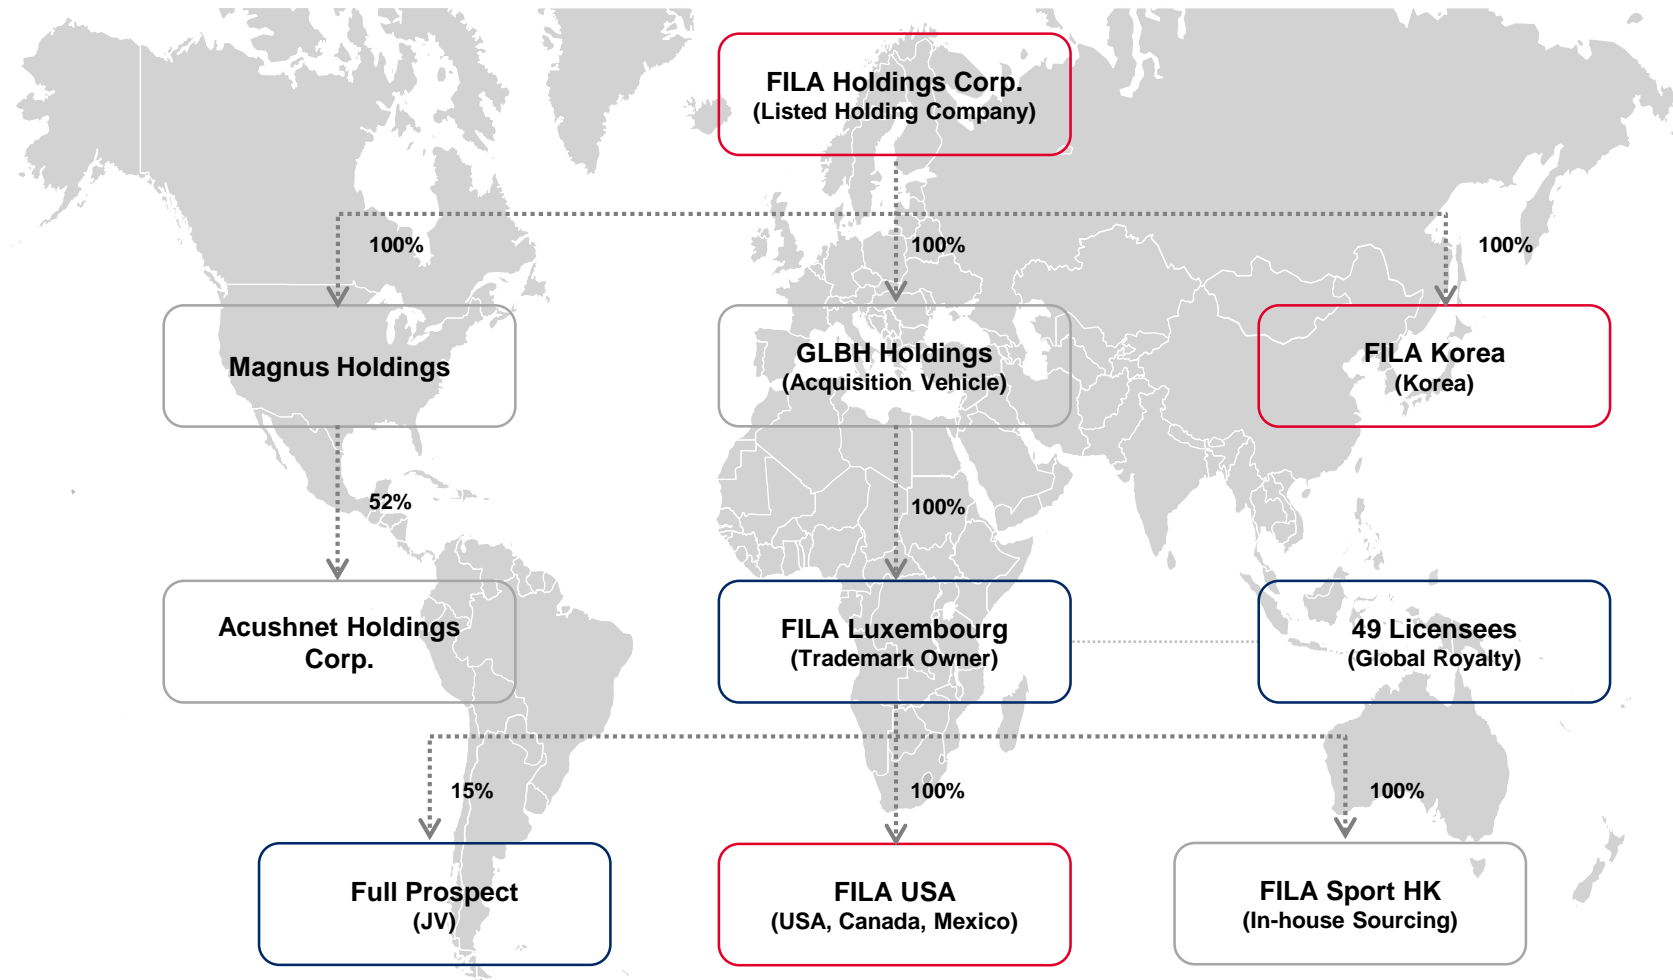 FILA Holdings Corp.
(Listed Holding Company)
100%
100%
100%
Magnus Holdings
GLBH Holdings
(Acquisition Vehicle)
FILA Korea
(Korea)
52%
100%
Acushnet Holdings
Corp.
FILA Luxembourg
(Trademark Owner)
49 Licensees
(Global Royalty)
15%
100%
100%
Full Prospect
(JV)
FILA USA
(USA, Canada, Mexico)
FILA Sport HK
(In-house Sourcing)